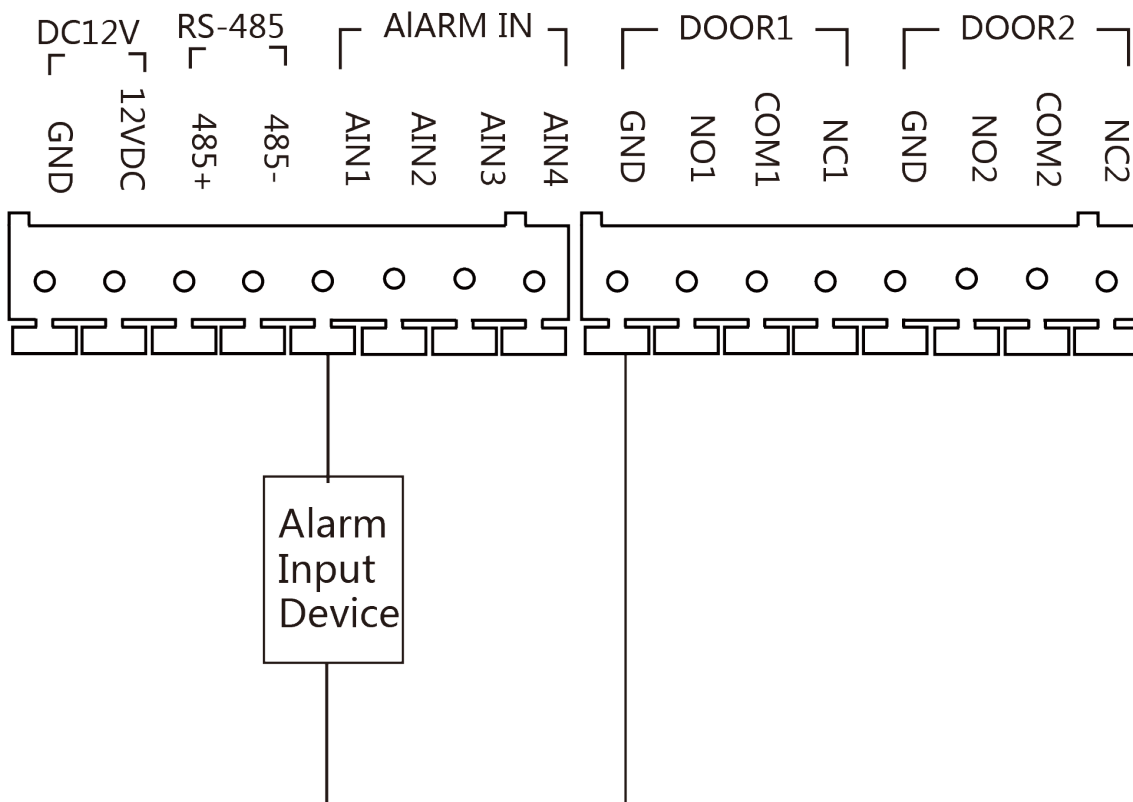 DC12V
RS-485
AlARM IN
DOOR1
DOOR2
GND
12VDC
485+
485-
AIN1
AIN2
AIN3
AIN4
GND
NO1
COM1
NC1
GND
NO2
COM2
NC2
Alarm
Input
Device